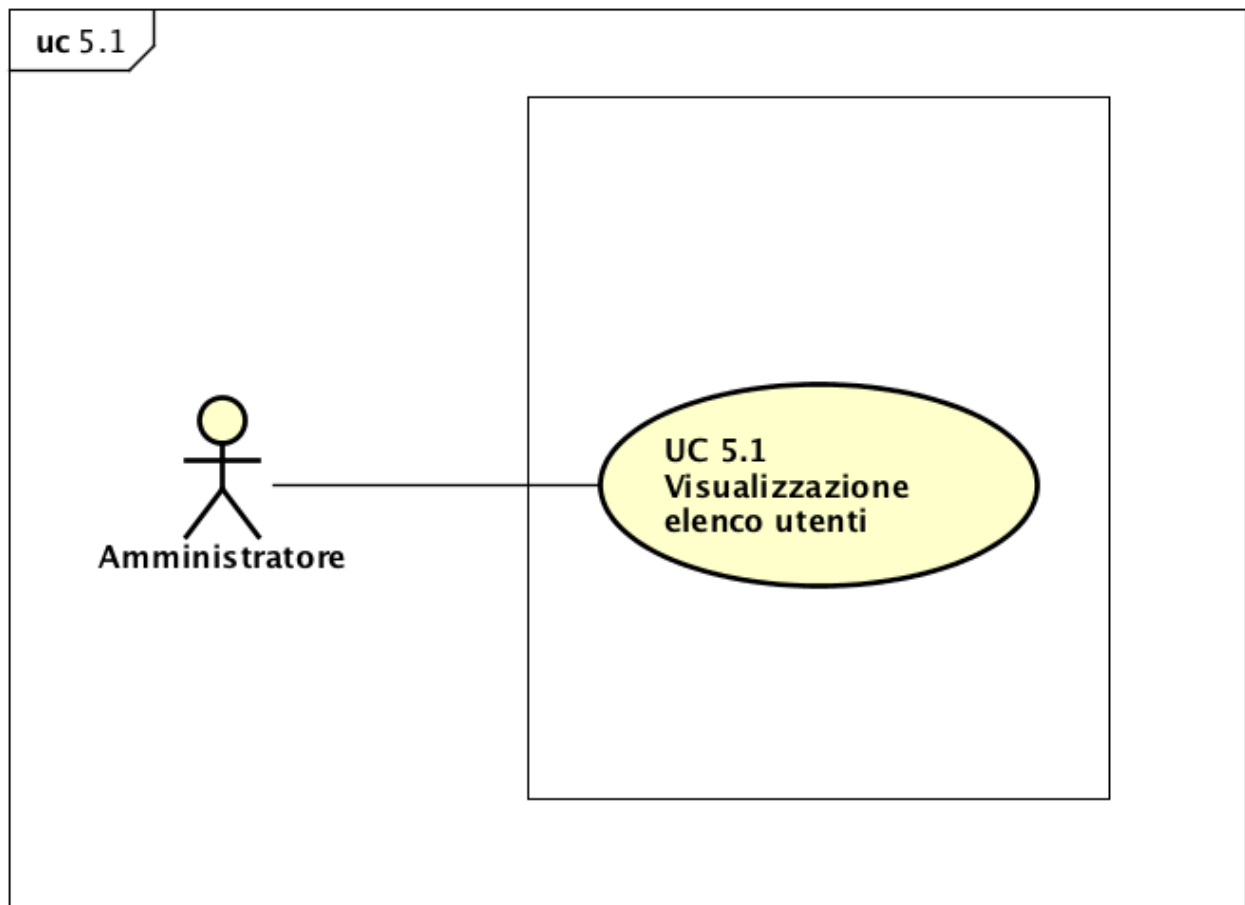 uc 5.1
UC 5.1
Visualizzazione
elenco utenti
Amministratore